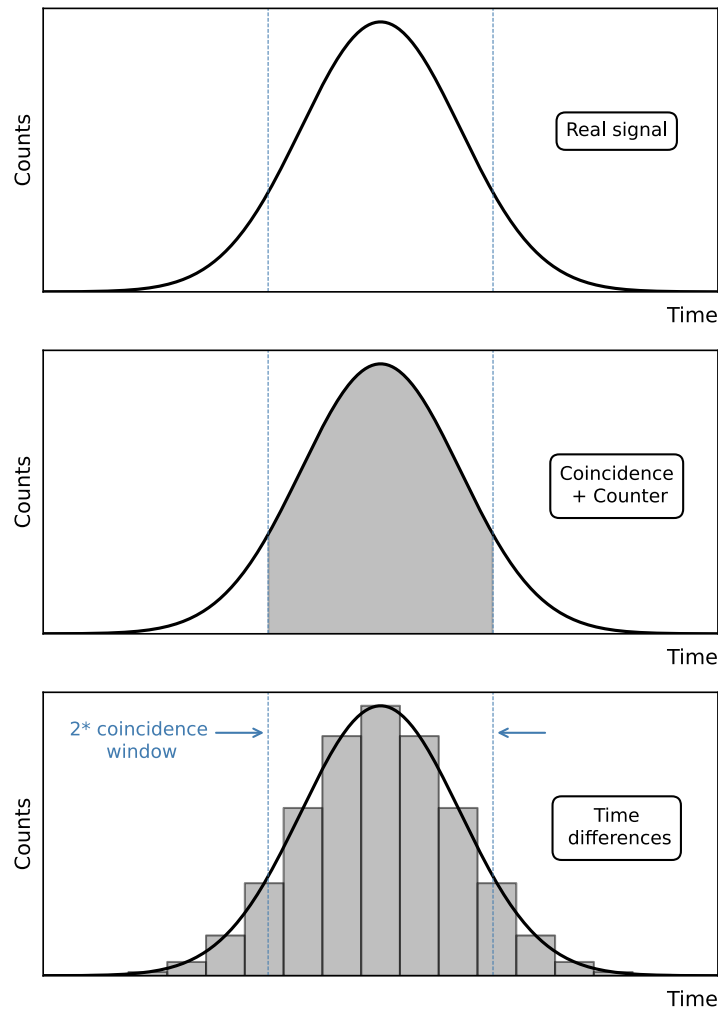 Counts
Real signal
Time
Counts
Coincidence
+ Counter
Time
2* coincidence
window
Counts
Time
differences
Time